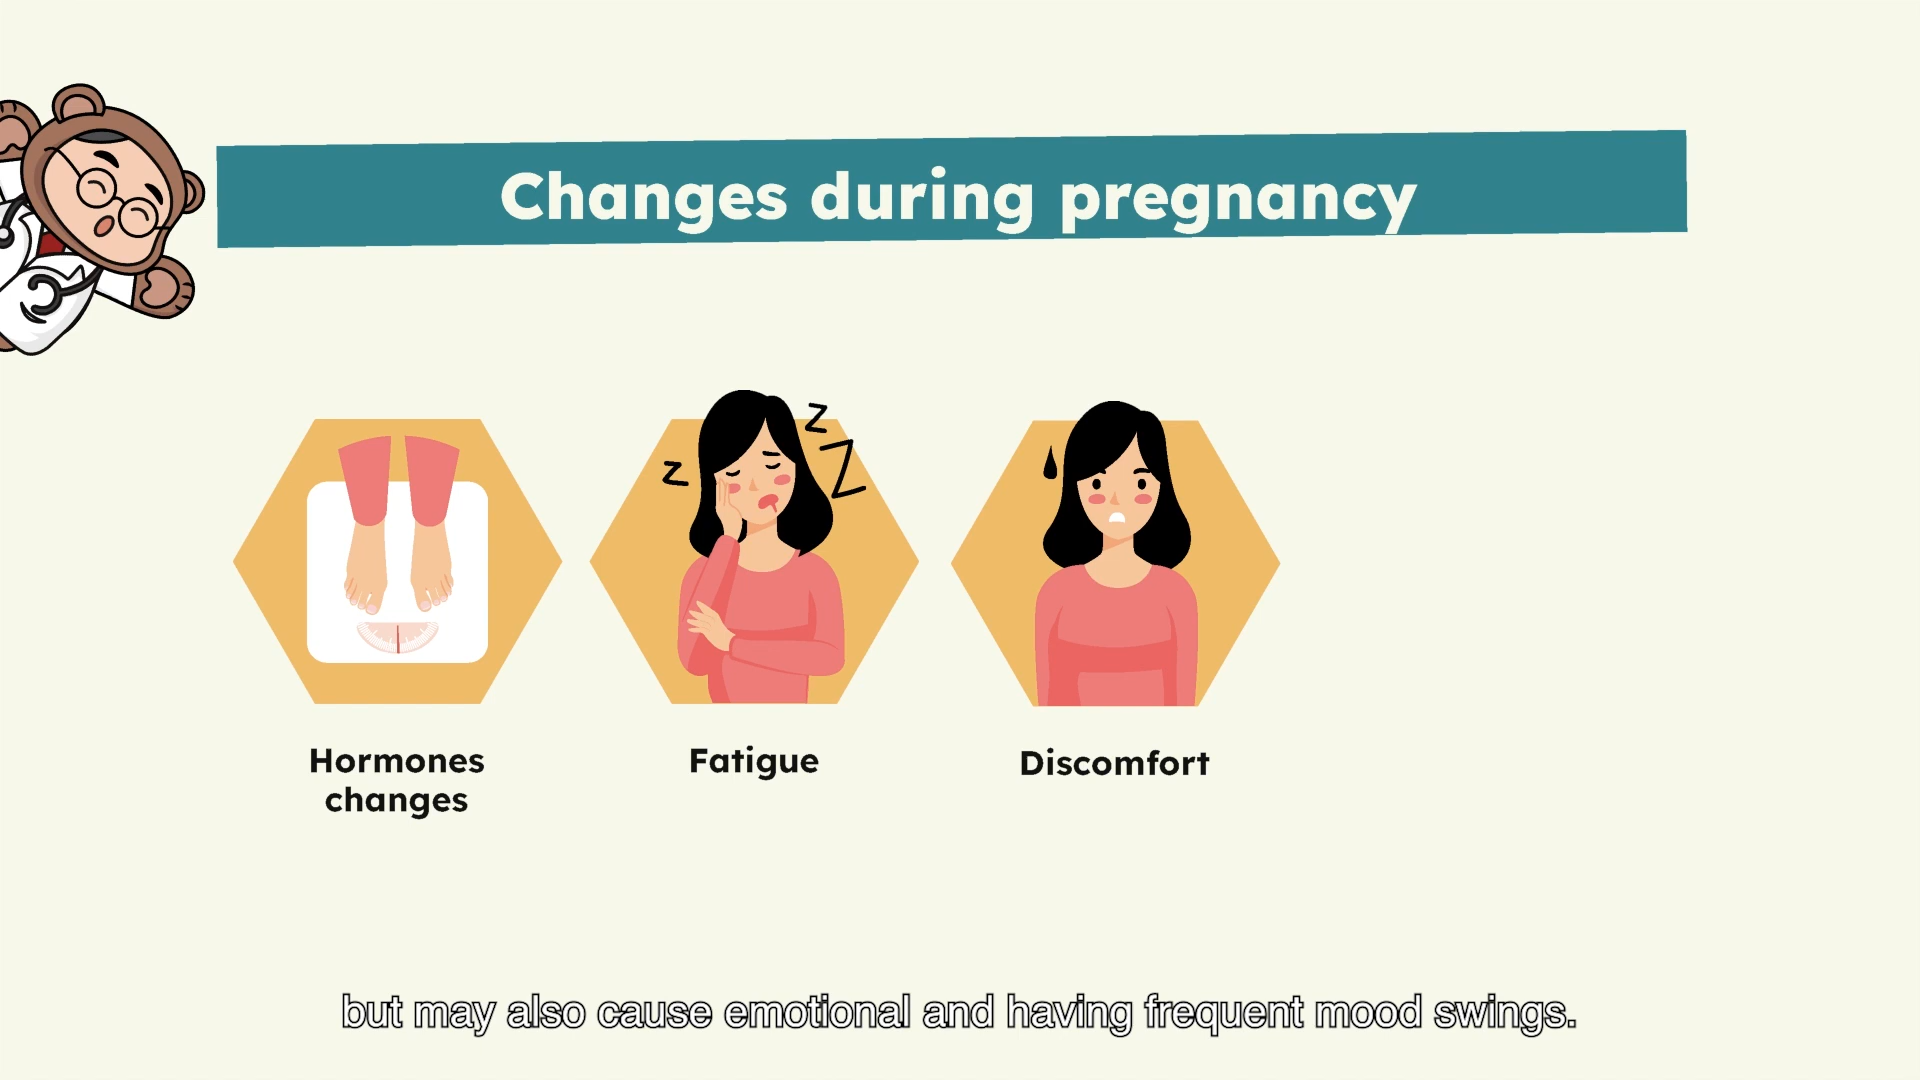 Changes during pregnancy
z
Z
z
Hormones
changes
Fatigue
Discomfort
but may also cause emotional and having frequent mood swings.